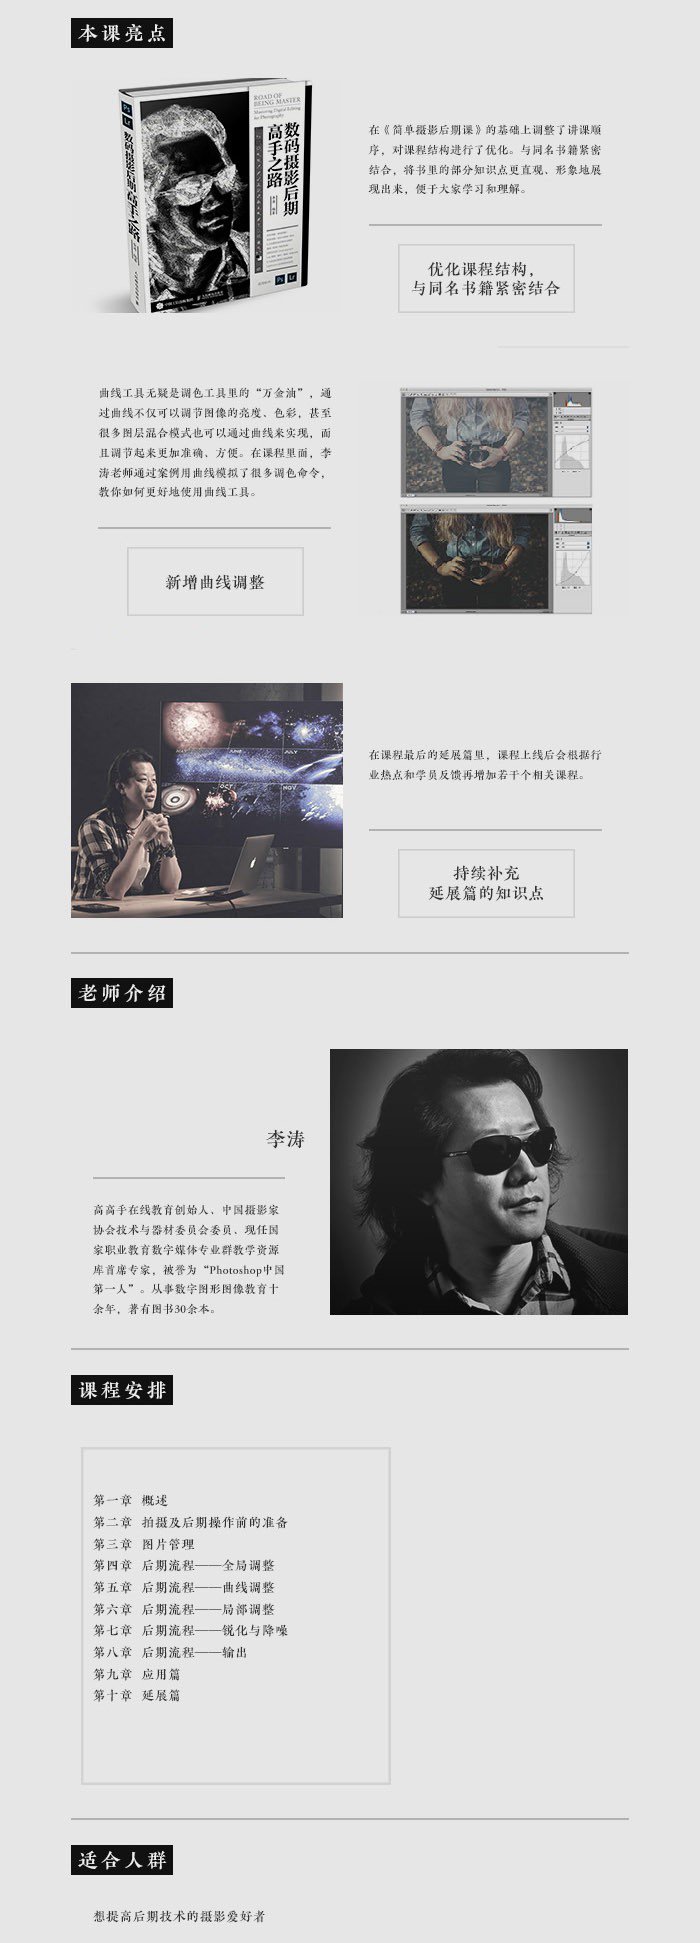 本课亮点
Ps
Lr
数码摄影后期高手之路
ROAD OF
BEING MASTER
Mastering Digital Editing
for Photography
数码摄影后期
高手之路
Ps Lr
在《简单摄影后期课》的基础上调整了讲课顺
序，对课程结构进行了优化。与同名书籍紧密
结合，将书里的部分知识点更直观、形象地展
现出来，便于大家学习和理解。
优化课程结构，
与同名书籍紧密结合
曲线工具无疑是调色工具里的“万金油”，通
过曲线不仅可以调节图像的亮度、色彩，甚至
很多图层混合模式也可以通过曲线来实现，而
且调节起来更加准确、方便。在课程里面，李
涛老师通过案例用曲线模拟了很多调色命令，
教你如何更好地使用曲线工具。
新增曲线调整
MAY JUNE JULY
OCT NOV
在课程最后的延展篇里，课程上线后会根据行
业热点和学员反馈再增加若干个相关课程。
持续补充
延展篇的知识点
老师介绍
李涛
高高手在线教育创始人、中国摄影家
协会技术与器材委员会委员、现任国
家职业教育数字媒体专业群教学资源
库首席专家，被誉为“Photoshop中国
第一人”。从事数字图形图像教育十
余年，著有图书30余本。
课程安排
第一章 概述
第二章 拍摄及后期操作前的准备
第三章 图片管理
第四章 后期流程——全局调整
第五章 后期流程——曲线调整
第六章 后期流程——局部调整
第七章 后期流程——锐化与降噪
第八章 后期流程——输出
第九章 应用篇
第十章 延展篇
适合人群
想提高后期技术的摄影爱好者